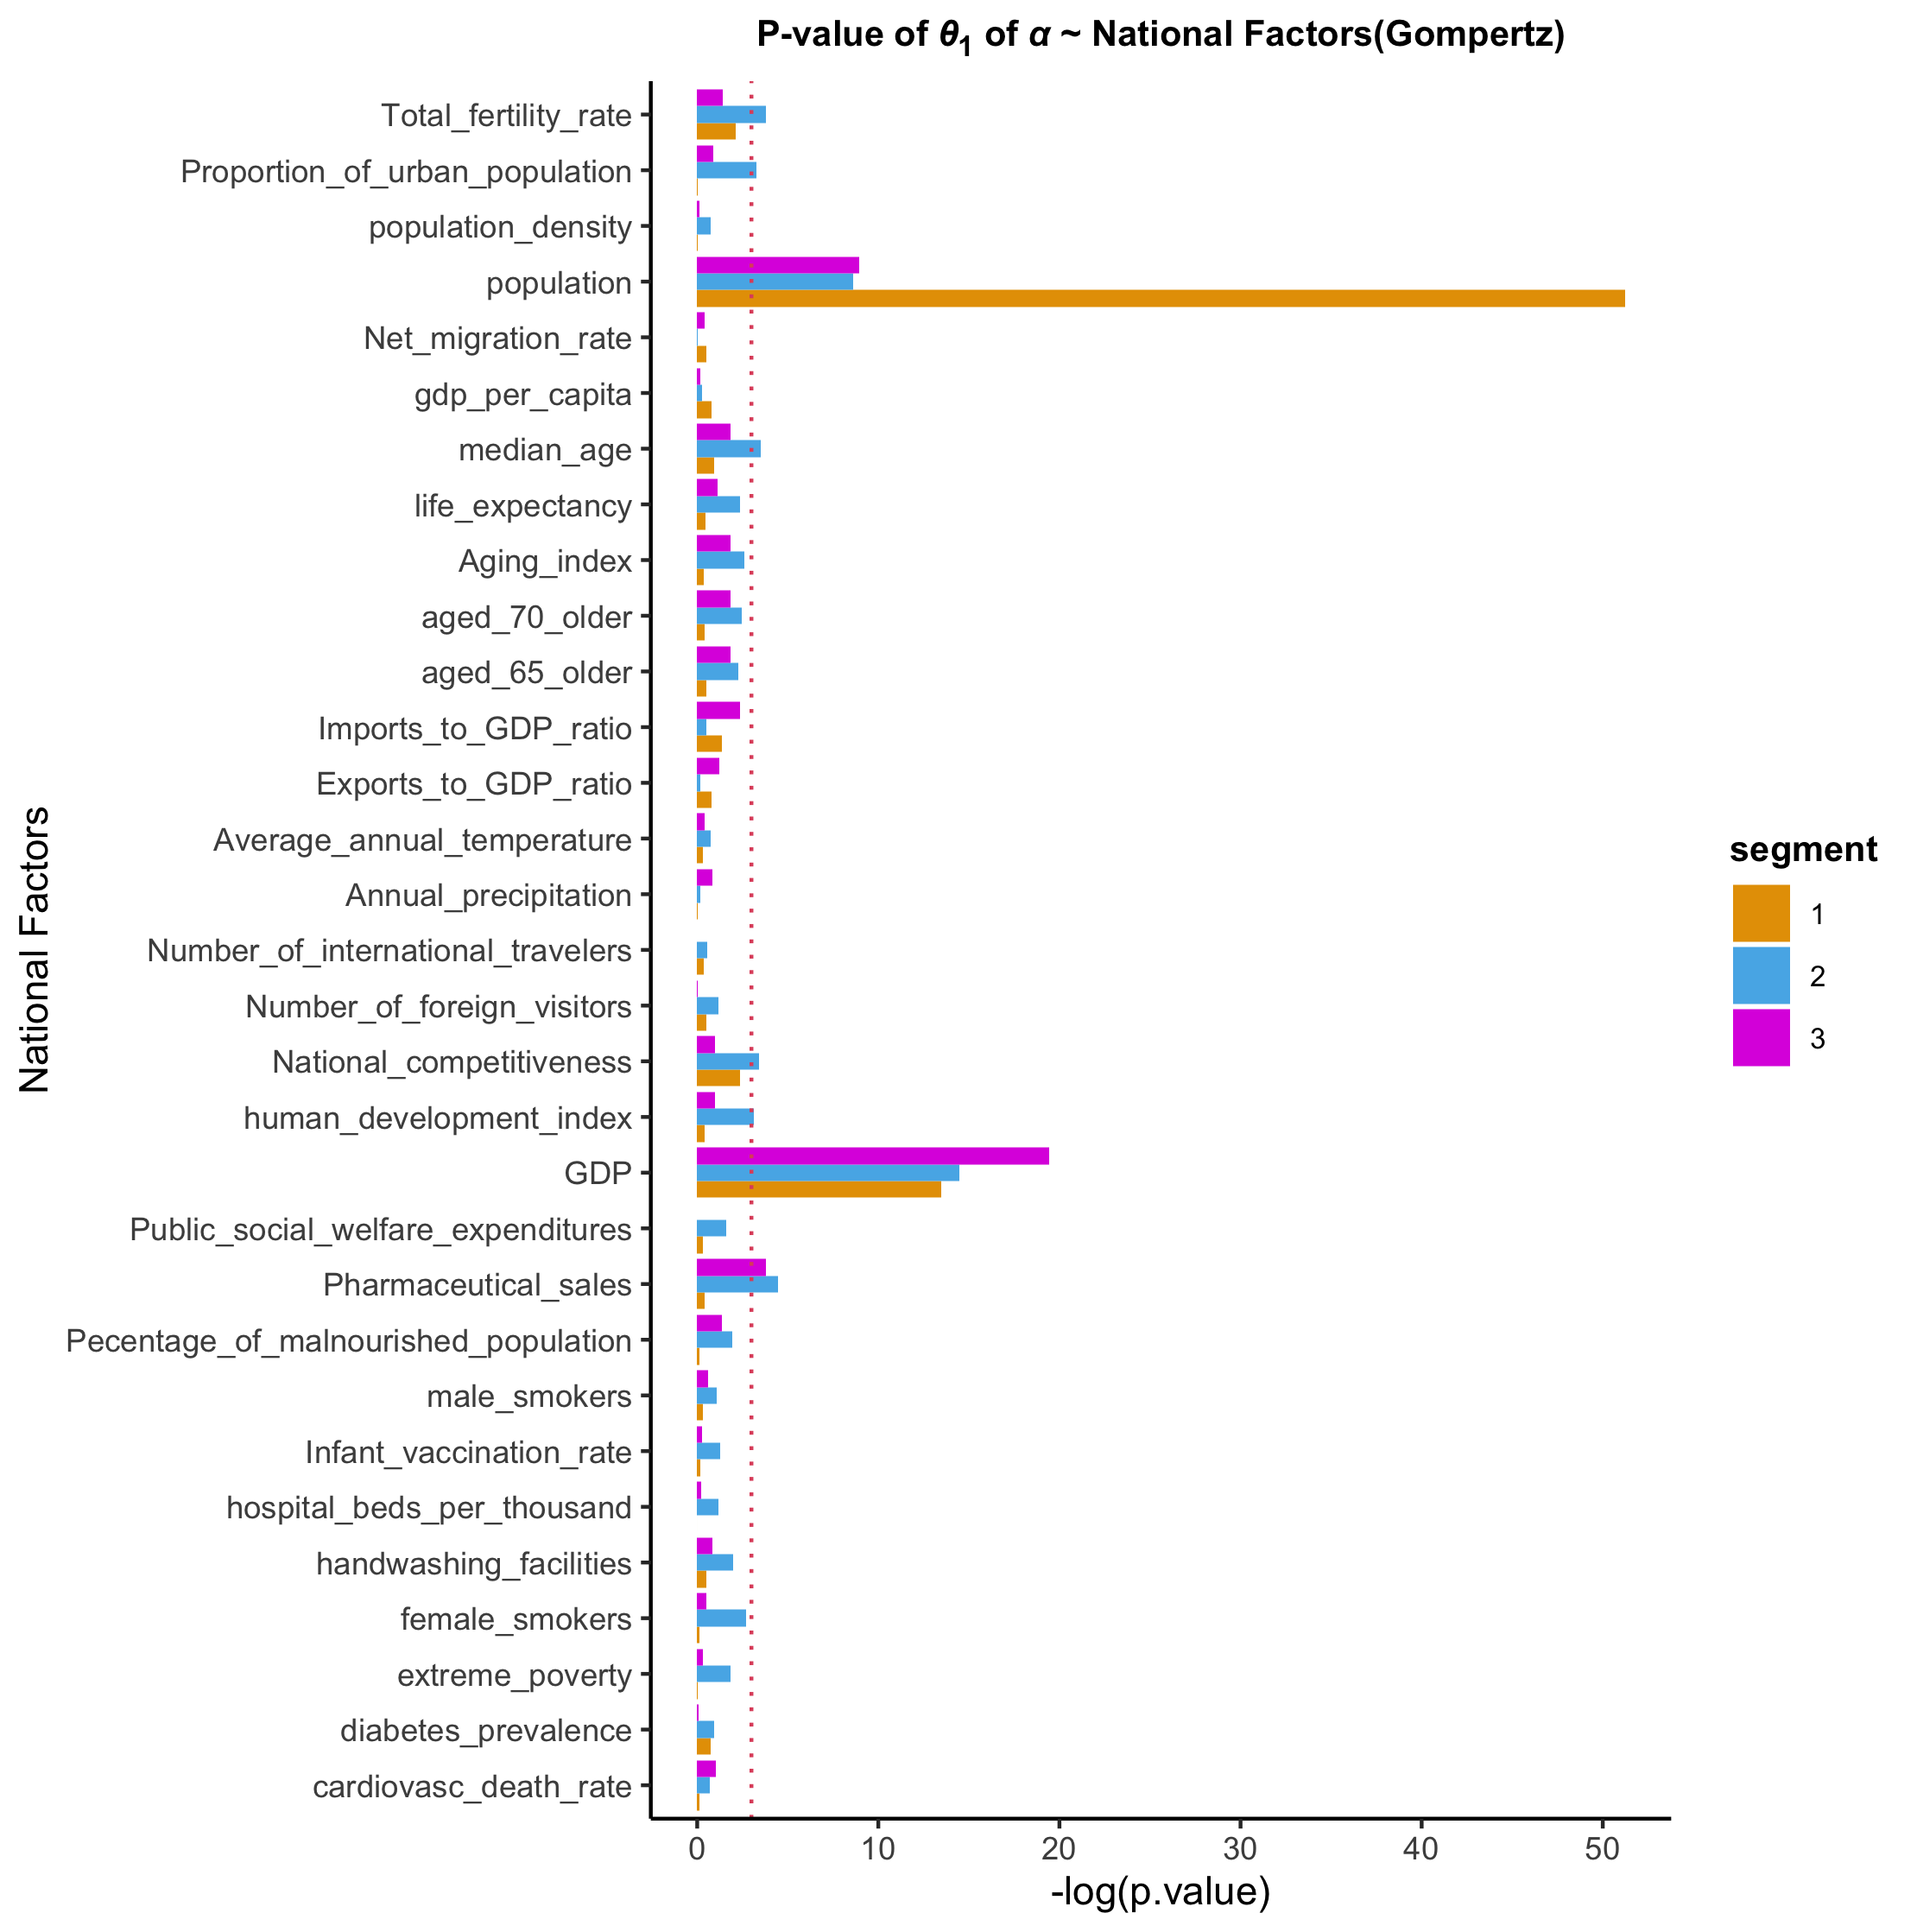 P-value of θ1 of α ~ National Factors(Gompertz)
National Factors
Total_fertility_rate
Proportion_of_urban_population
population_density
population
Net_migration_rate
gdp_per_capita
median_age
life_expectancy
Aging_index
aged_70_older
aged_65_older
Imports_to_GDP_ratio
Exports_to_GDP_ratio
Average_annual_temperature
Annual_precipitation
Number_of_international_travelers
Number_of_foreign_visitors
National_competitiveness
human_development_index
GDP
Public_social_welfare_expenditures
Pharmaceutical_sales
Pecentage_of_malnourished_population
male_smokers
Infant_vaccination_rate
hospital_beds_per_thousand
handwashing_facilities
female_smokers
extreme_poverty
diabetes_prevalence
cardiovasc_death_rate
0 10 20 30 40 50
-log(p.value)
segment
1
2
3